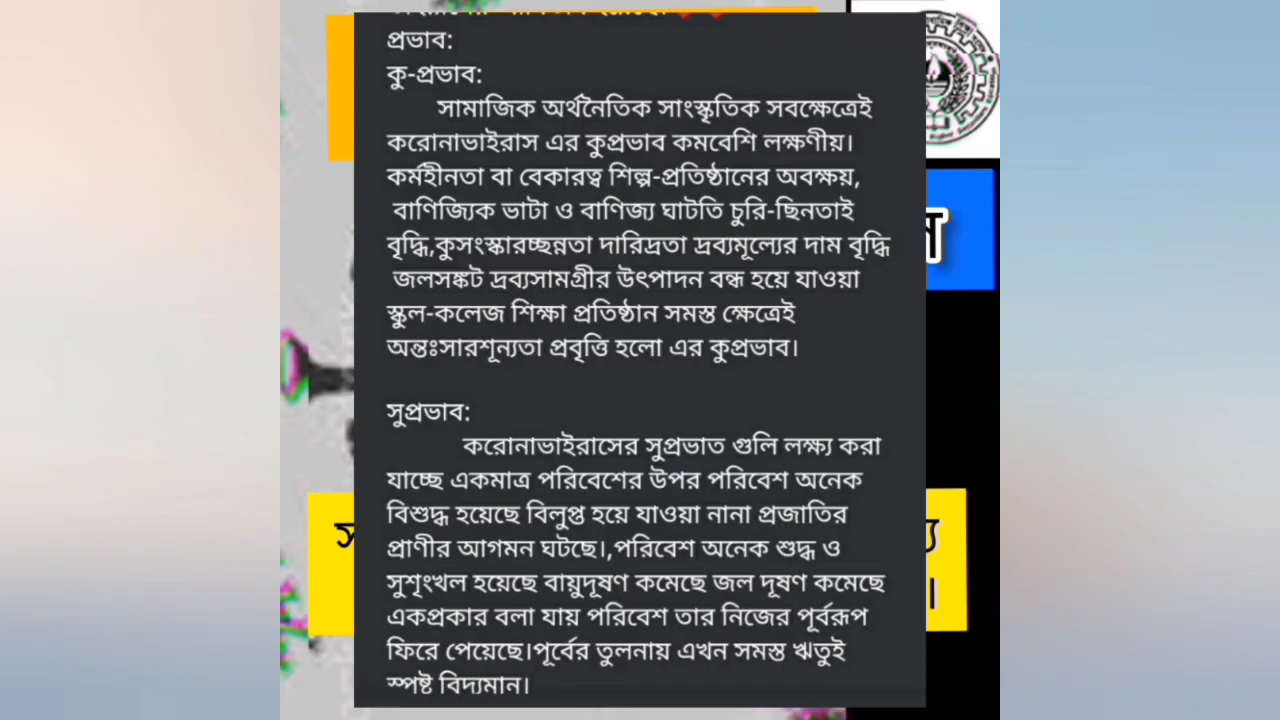 প্রভাব:
কু-প্রভাব:
সামাজিক অর্থনৈতিক সাংস্কৃতিক সবক্ষেত্রেই
করোনাভাইরাস এর কুপ্রভাব কমবেশি লক্ষণীয়।
কর্মহীনতা বা বেকারত্ব শিল্প-প্রতিষ্ঠানের অবক্ষয়,
বাণিজ্যিক ভাটা ও বাণিজ্য ঘাটতি চুরি-ছিনতাই
বৃদ্ধি,কুসংস্কারচ্ছন্নতা দারিদ্রতা দ্রব্যমূল্যের দাম বৃদ্ধি
জলসঙ্কট দ্রব্যসামগ্রীর উৎপাদন বন্ধ হয়ে যাওয়া
স্কুল-কলেজ শিক্ষা প্রতিষ্ঠান সমস্ত ক্ষেত্রেই
অন্তঃসারশূন্যতা প্রবৃত্তি হলো এর কুপ্রভাব।
সুপ্রভাব:
করোনাভাইরাসের সুপ্রভাত গুলি লক্ষ্য করা
যাচ্ছে একমাত্র পরিবেশের উপর পরিবেশ অনেক
বিশুদ্ধ হয়েছে বিলুপ্ত হয়ে যাওয়া নানা প্রজাতির
প্রাণীর আগমন ঘটছে।,পরিবেশ অনেক শুদ্ধ ও
সুশৃংখল হয়েছে বায়ুদূষণ কমেছে জল দূষণ কমেছে
একপ্রকার বলা যায় পরিবেশ তার নিজের পূর্বরূপ
ফিরে পেয়েছে।পূর্বের তুলনায় এখন সমস্ত ঋতুই
স্পষ্ট বিদ্যমান।